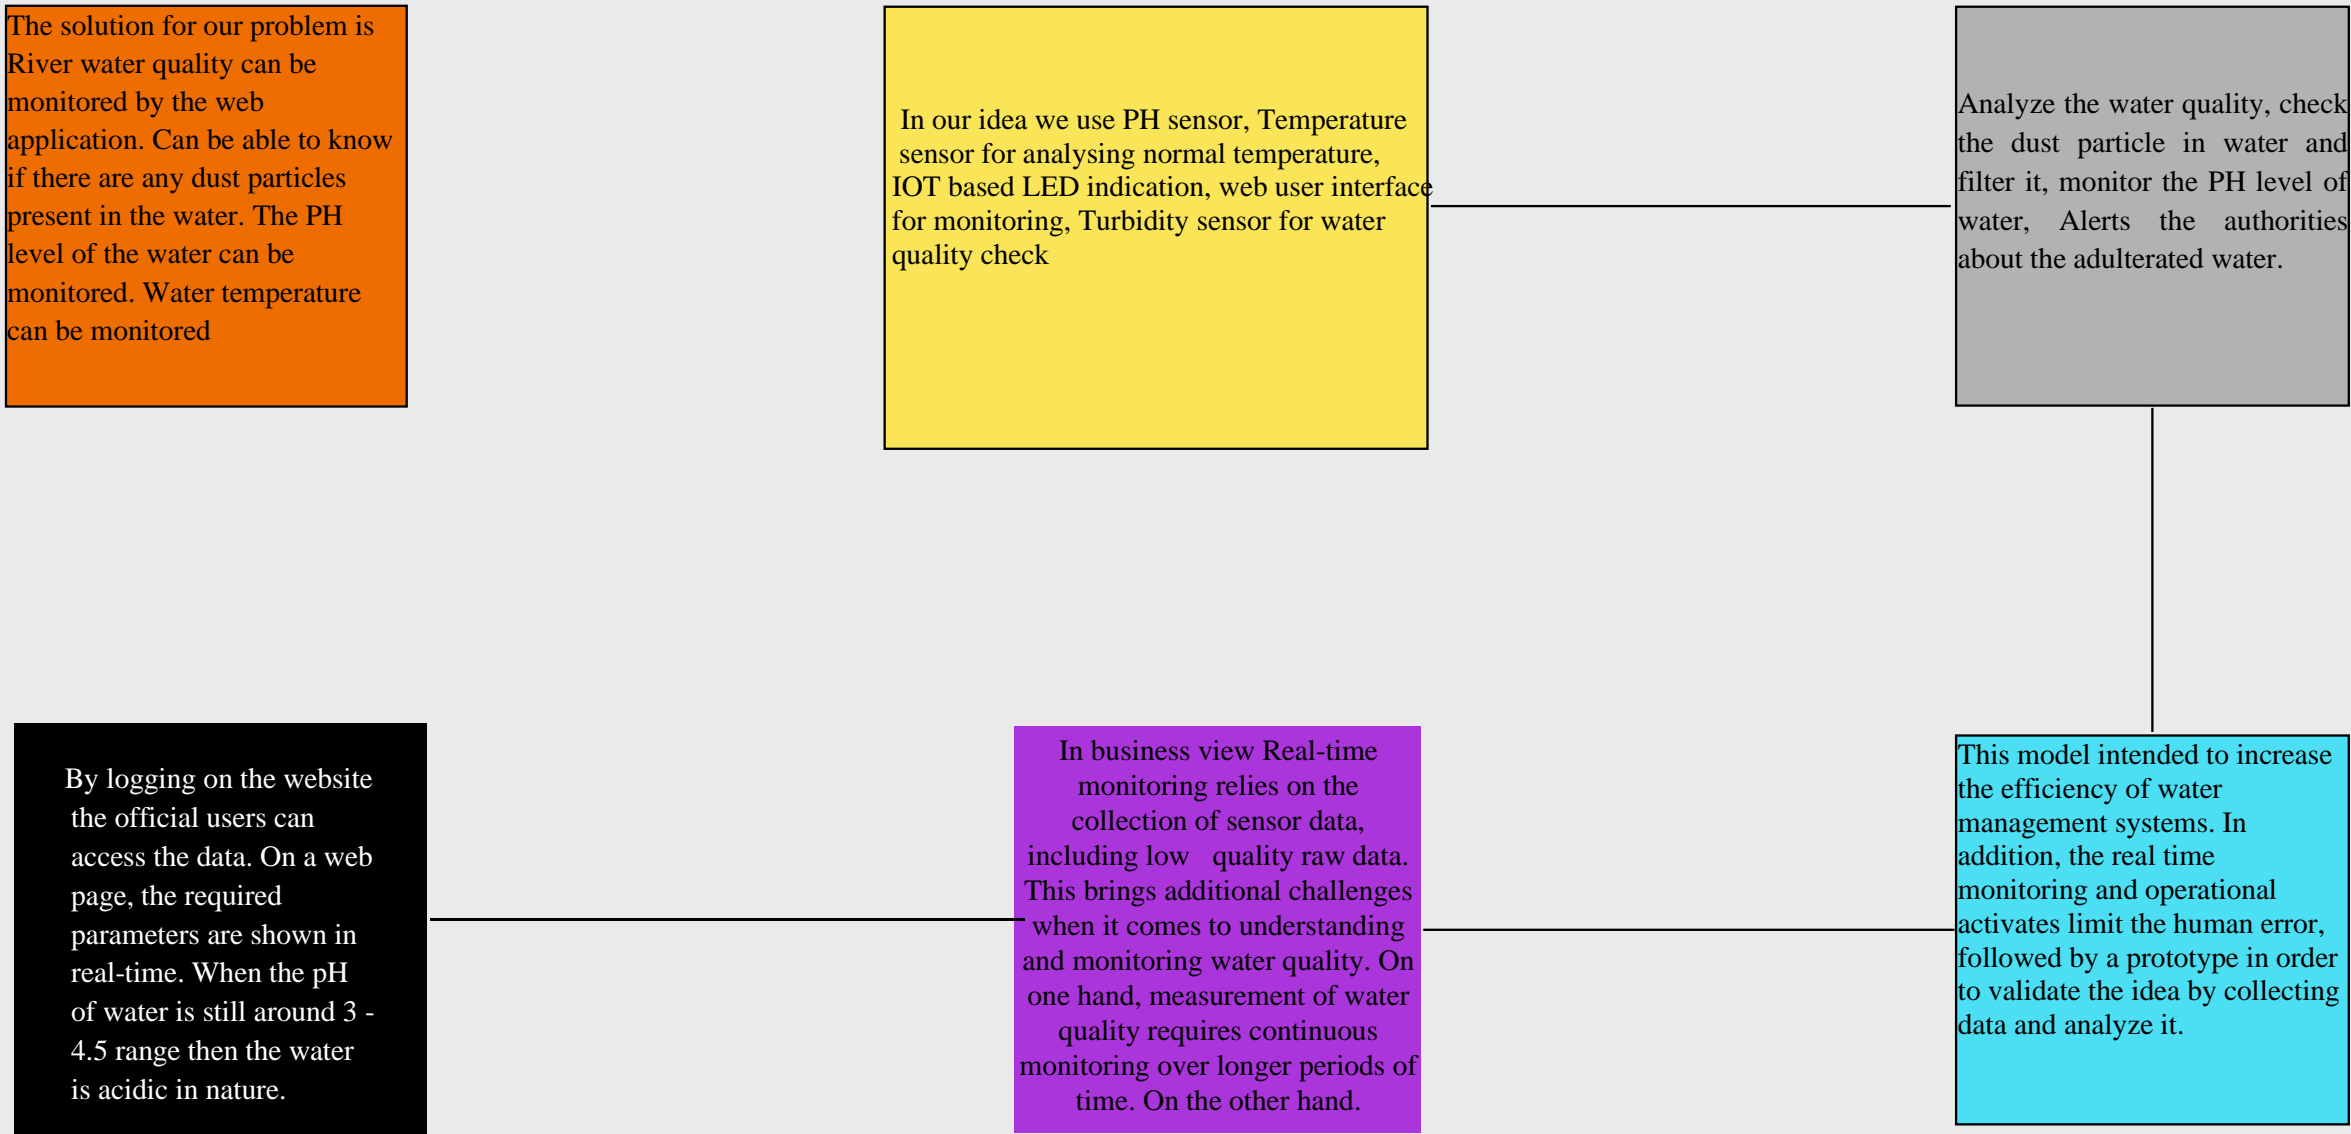 The solution for our problem is
River water quality can be
monitored by the web
application. Can be able to know
if there are any dust particles
present in the water. The PH
level of the water can be
monitored. Water temperature
can be monitored
In our idea we use PH sensor, Temperature
sensor for analysing normal temperature,
IOT based LED indication, web user interface
for monitoring, Turbidity sensor for water
quality check
Analyze the water quality, check
the dust particle in water and
filter it, monitor the PH level of
water, Alerts the authorities
about the adulterated water.
By logging on the website
the official users can
access the data. On a web
page, the required
parameters are shown in
real-time. When the pH
of water is still around 3 -
4.5 range then the water
is acidic in nature.
In business view Real-time
monitoring relies on the
collection of sensor data,
including low quality raw data.
This brings additional challenges
when it comes to understanding
and monitoring water quality. On
one hand, measurement of water
quality requires continuous
monitoring over longer periods of
time. On the other hand.
This model intended to increase
the efficiency of water
management systems. In
addition, the real time
monitoring and operational
activates limit the human error,
followed by a prototype in order
to validate the idea by collecting
data and analyze it.